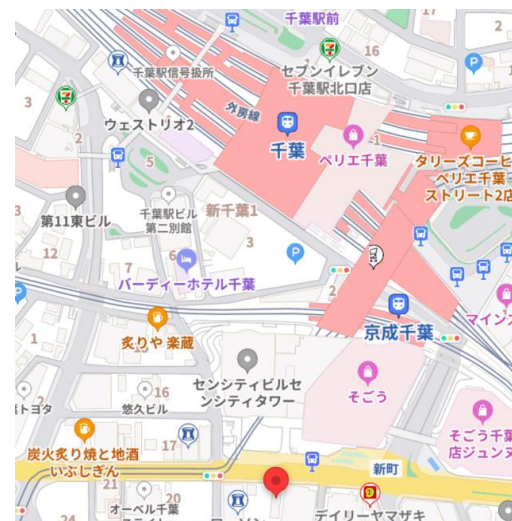 千葉駅前
16
17
2
セブンイレブン
千葉駅北口店
千葉駅信号扱所
3
外房線
ウェストリオ2
2
千葉
1
ペリエ千葉
タリーズコーヒ
ペリエ千葉
ストリート2店
5
千葉駅ビル
第二別館
新千葉1
3
第11東ビル
12
7
6
バーディーホテル千葉
2
京成千葉
マインス
炙りや 楽蔵
1
センシティビルセ
ンシティタワー
そごう
16
悠久ビル
トヨタ
17
炭火炙り焼と地酒
いぶしぎん
そごう千葉
店ジュンヌ
新町
21
20
オーベル千葉
デイリーヤマザキ
24